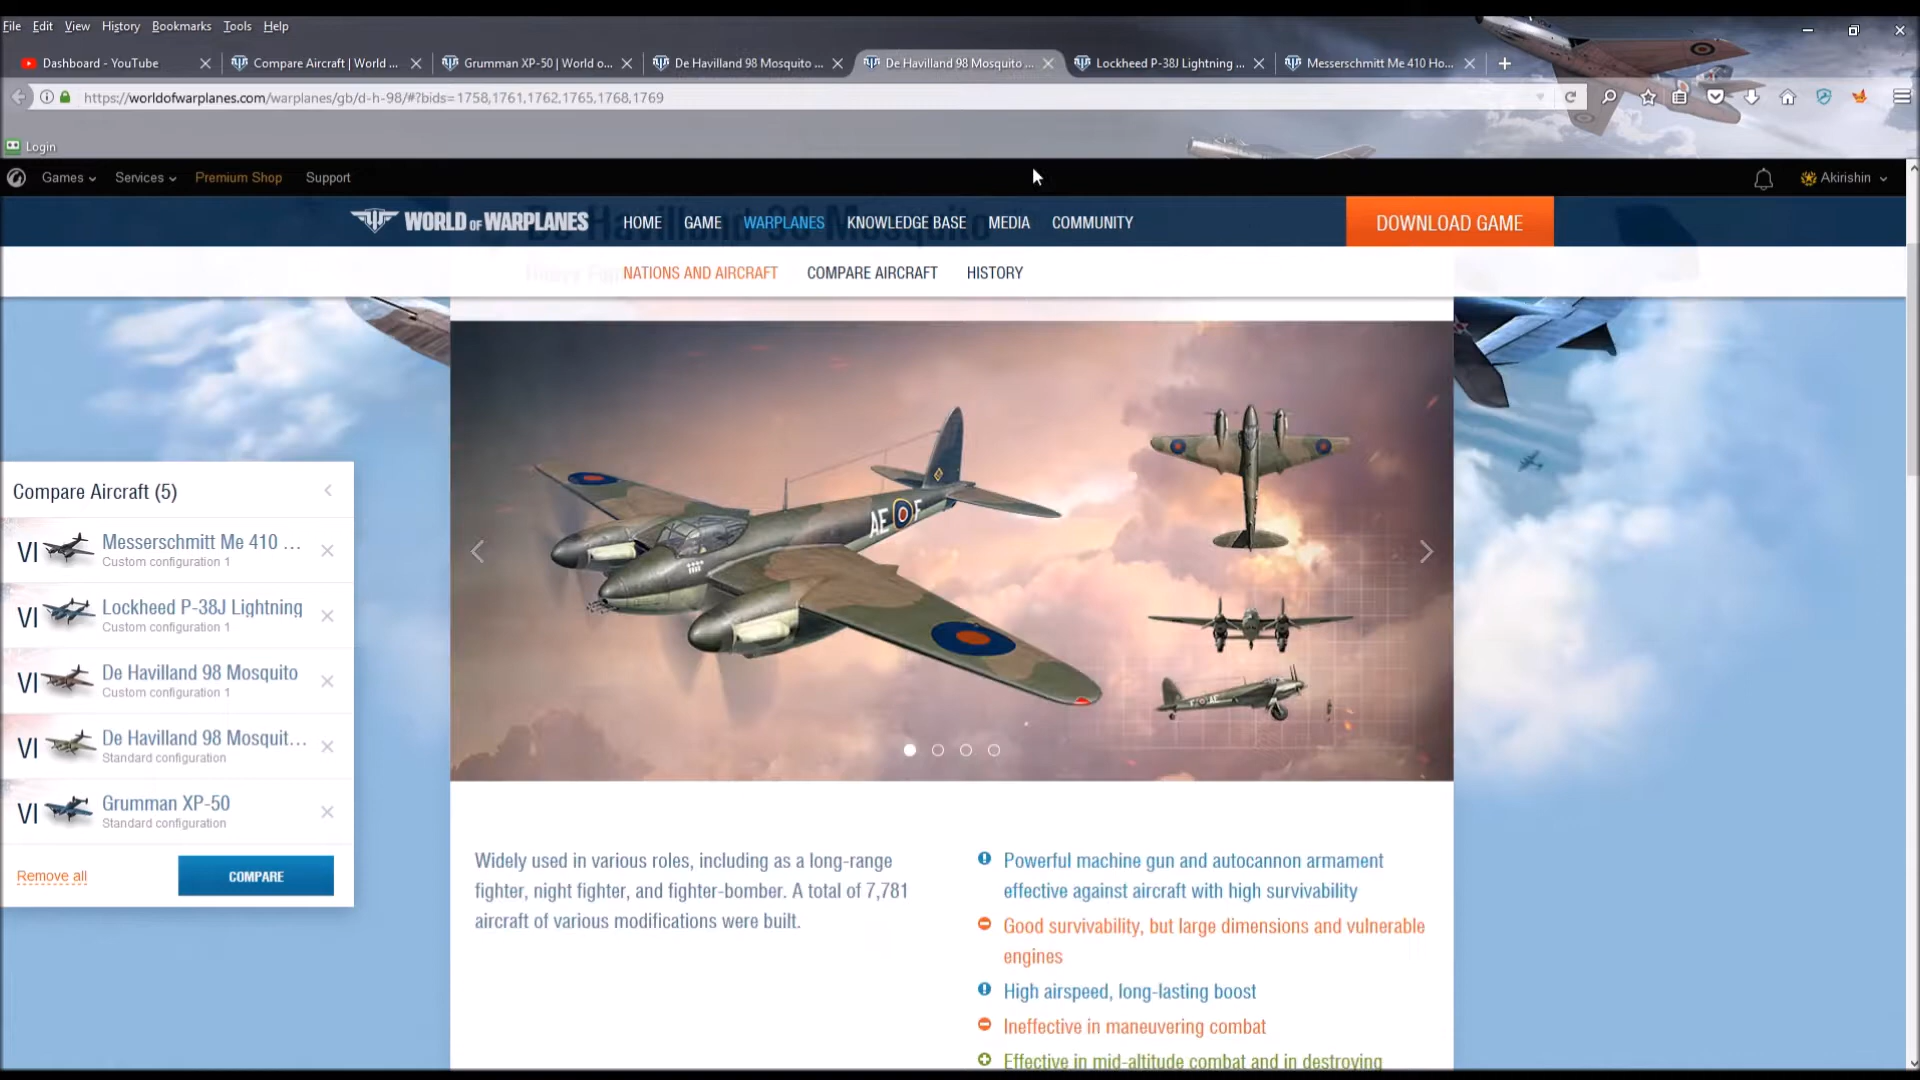 File Edit View History Bookmarks Tools Help
Dashboard - YouTube
Compare Aircraft | World ...
Grumman XP-50 | World o...
De Havilland 98 Mosquito ...
De Havilland 98 Mosquito ...
Lockheed P-38J Lightning ...
Messerschmitt Me 410 Ho...
https://worldofwarplanes.com/warplanes/gb/d-h-98/#?bids=1758,1761,1762,1765,1768,1769
Login
Games Services Premium Shop Support Akirishin
WORLD OF WARPLANES HOME GAME WARPLANES KNOWLEDGE BASE MEDIA COMMUNITY DOWNLOAD GAME
De Havilland 98 Mosquito
NATIONS AND AIRCRAFT COMPARE AIRCRAFT HISTORY
AE F
Compare Aircraft (5)
VI Messerschmitt Me 410 ...
Custom configuration 1
VI Lockheed P-38J Lightning
Custom configuration 1
VI De Havilland 98 Mosquito
Custom configuration 1
VI De Havilland 98 Mosquit...
Standard configuration
VI Grumman XP-50
Standard configuration
Remove all COMPARE
Widely used in various roles, including as a long-range
fighter, night fighter, and fighter-bomber. A total of 7,781
aircraft of various modifications were built.
Powerful machine gun and autocannon armament
effective against aircraft with high survivability
Good survivability, but large dimensions and vulnerable
engines
High airspeed, long-lasting boost
Ineffective in maneuvering combat
Effective in mid-altitude combat and in destroying